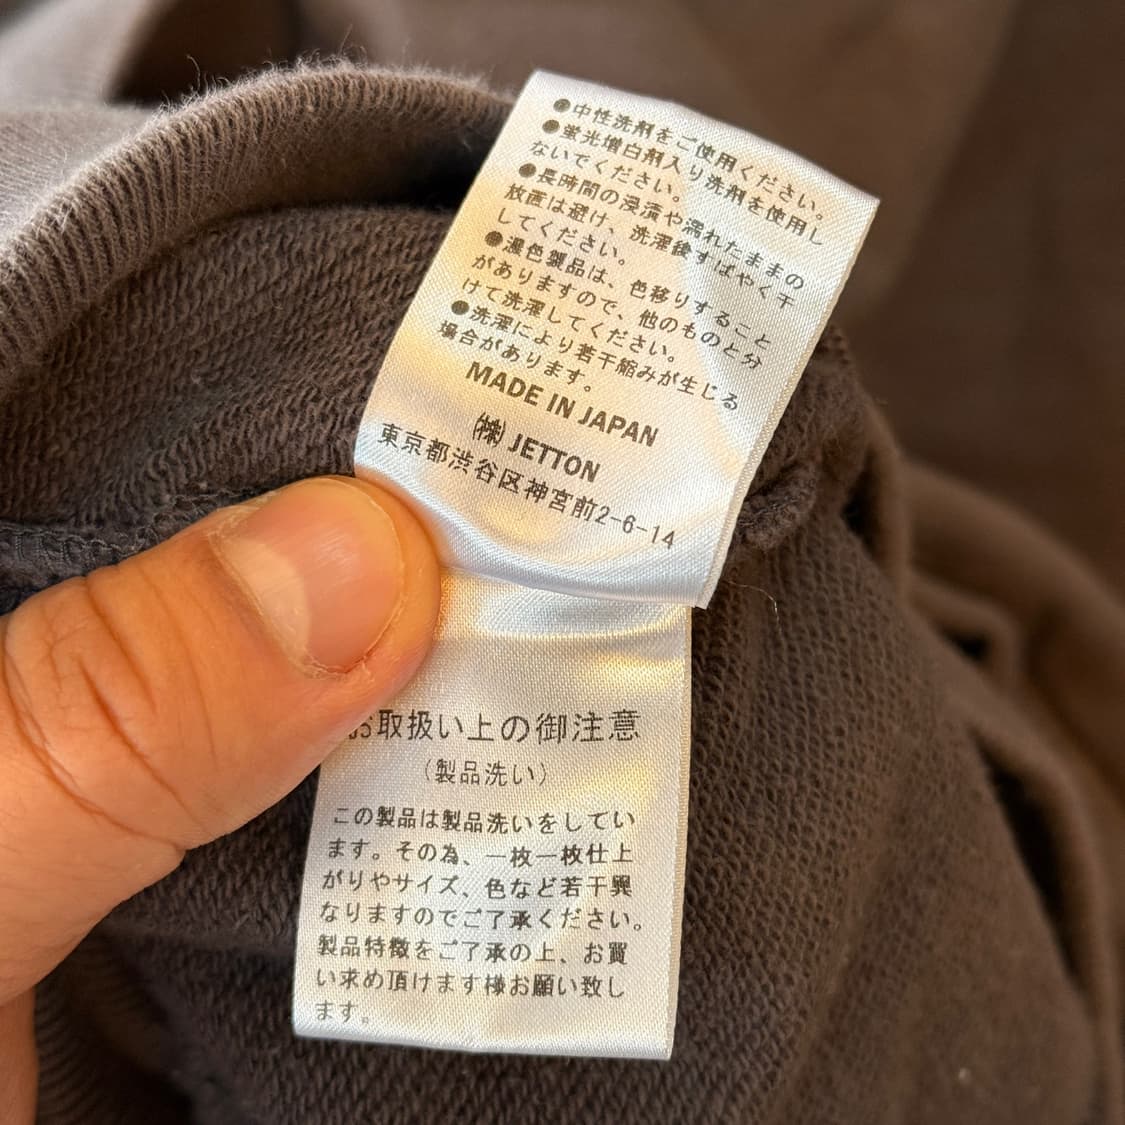 ●中性洗剤をご使用ください。
●蛍光増白剤入り洗剤を使用し
ないでください。
●長時間の浸漬や濡れたままの
放置は避け、洗濯後すばやく干
してください。
●濃色製品は、色移りすること
がありますので、他のものと分
けて洗濯してください。
●洗濯により若干縮みが生じる
場合があります。
MADE IN JAPAN
㈱ JETTON
東京都渋谷区神宮前2-6-14
お取扱い上の御注意
（製品洗い）
この製品は製品洗いをしてい
ます。その為、一枚一枚仕上
がりやサイズ、色など若干異
なりますのでご了承ください。
製品特徴をご了承の上、お買
い求め頂けます様お願い致し
ます。